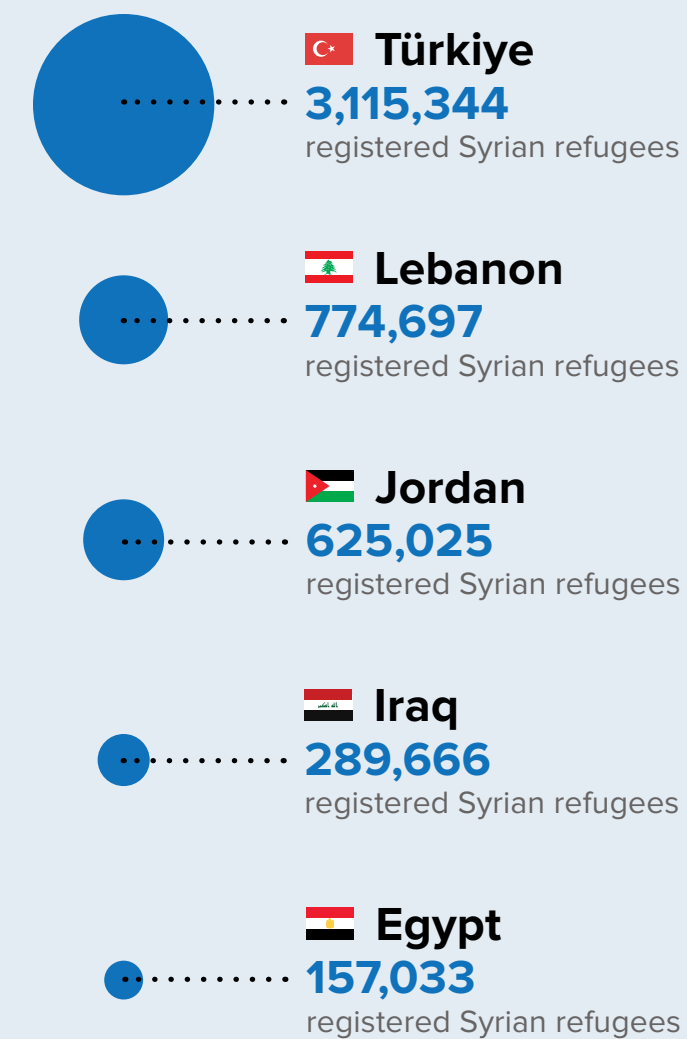 Türkiye
3,115,344
registered Syrian refugees
Lebanon
774,697
registered Syrian refugees
Jordan
625,025
registered Syrian refugees
Iraq
289,666
registered Syrian refugees
Egypt
157,033
registered Syrian refugees